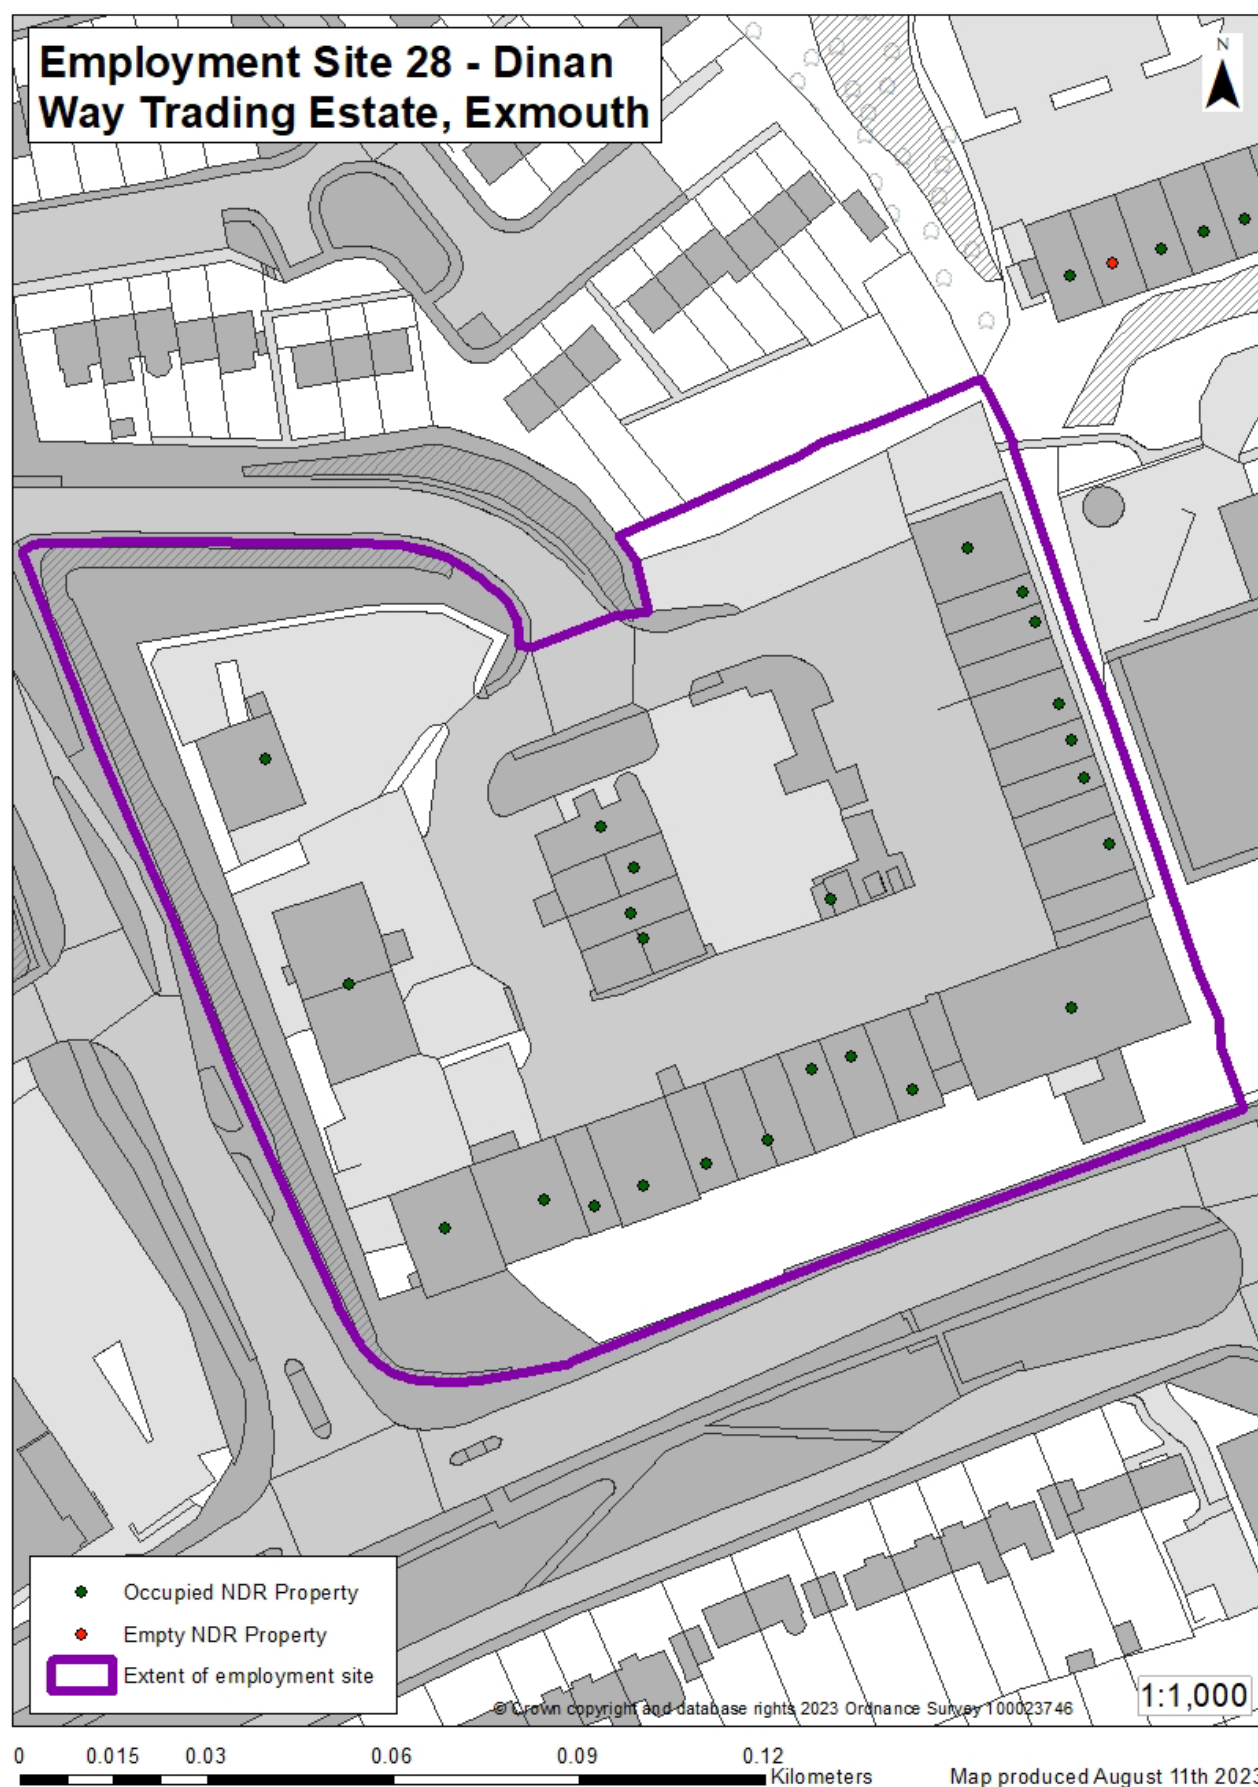 Employment Site 28 - Dinan
Way Trading Estate, Exmouth
N
Occupied NDR Property
Empty NDR Property
Extent of employment site
© Crown copyright and database rights 2023 Ordnance Survey 100023746
1:1,000
0 0.015 0.03 0.06 0.09 0.12
Kilometers
Map produced August 11th 2023